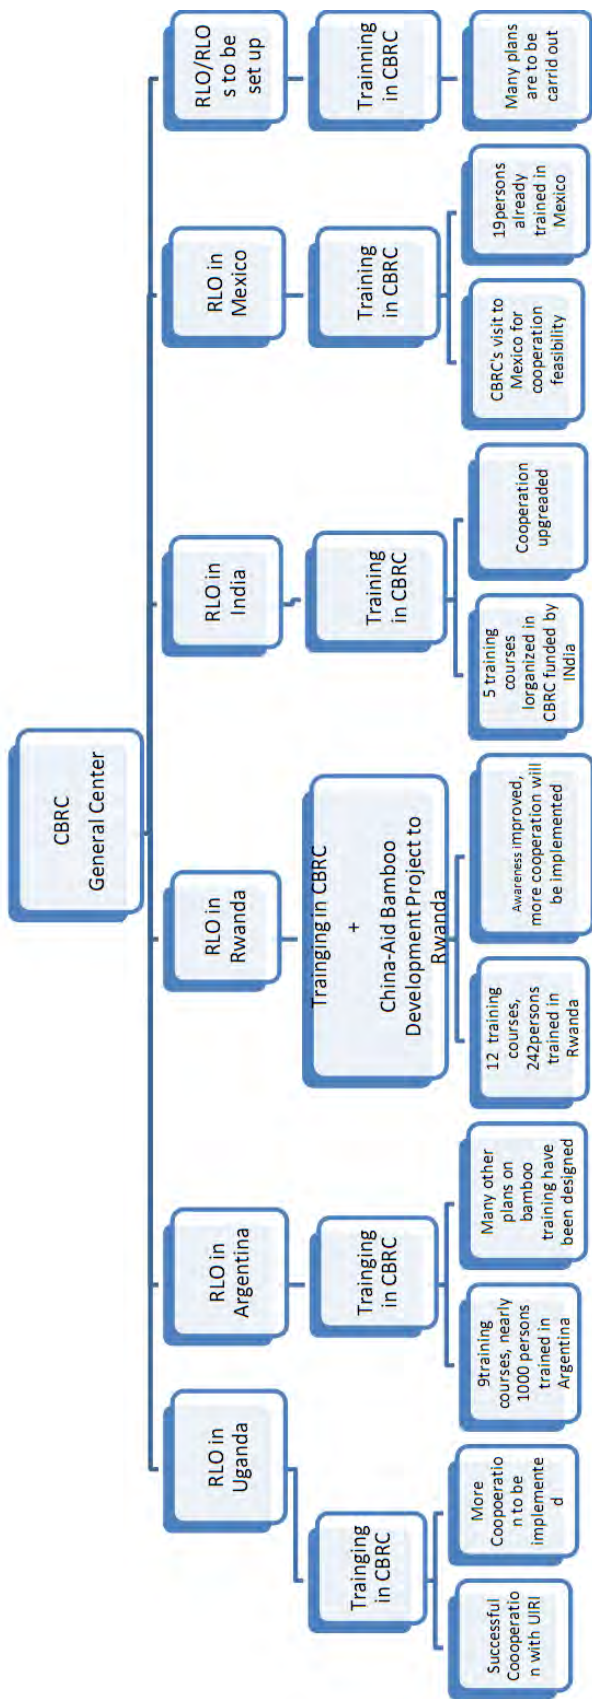 CBRC
General Center
RLO in
Uganda
RLO in
Argentina
RLO in
Rwanda
RLO in
India
RLO in
Mexico
RLO/RLO
s to be
set up
Trainging
in CBRC
Trainging
in CBRC
Trainging in CBRC
+
China-Aid Bamboo
Development Project to
Rwanda
Training
in CBRC
Training
in CBRC
Trainning
in CBRC
Successful
Coooperatio
n with UIRI
More
Coopoeratio
n to be
implemente
d
9training
courses, nearly
1000 persons
trained in
Argentina
Many other
plans on
bamboo
training have
been designed
12 training
courses,
242persons
trained in
Rwanda
Awareness improved,
more cooperation will
be implemented
5 training
courses
lorganized in
CBRC funded by
INdia
Cooperation
upgreaded
CBRC's visit to
Mexico for
cooperation
feasibility
19persons
already
trained in
Mexico
Many plans
are to be
carrid out